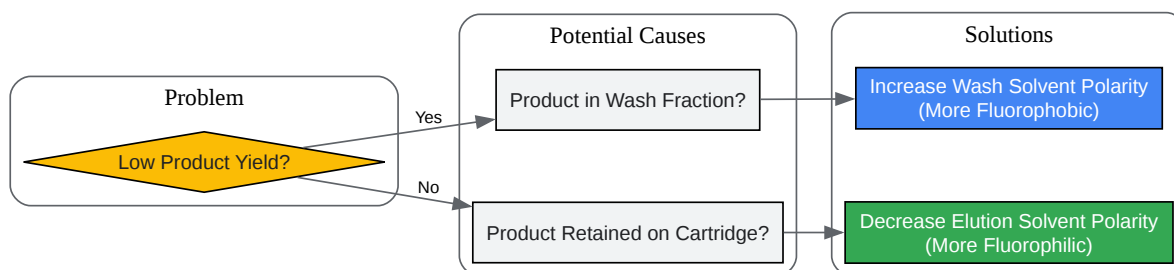 Problem
Low Product Yield?
Yes
No
Potential Causes
Product in Wash Fraction?
Product Retained on Cartridge?
Solutions
Increase Wash Solvent Polarity
(More Fluorophobic)
Decrease Elution Solvent Polarity
(More Fluorophilic)